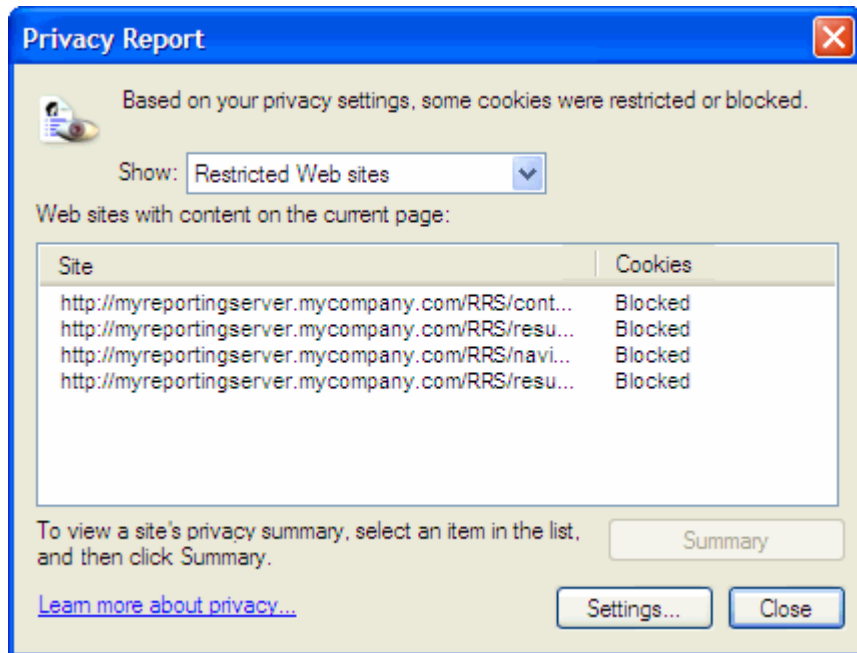 Privacy Report
Based on your privacy settings, some cookies were restricted or blocked.
Show: Restricted Web sites
Web sites with content on the current page:
Site Cookies
http://myreportingserver.mycompany.com/RRS/cont... Blocked
http://myreportingserver.mycompany.com/RRS/resu... Blocked
http://myreportingserver.mycompany.com/RRS/navi... Blocked
http://myreportingserver.mycompany.com/RRS/resu... Blocked
To view a site's privacy summary, select an item in the list,
and then click Summary.
Summary
Learn more about privacy...
Settings... Close